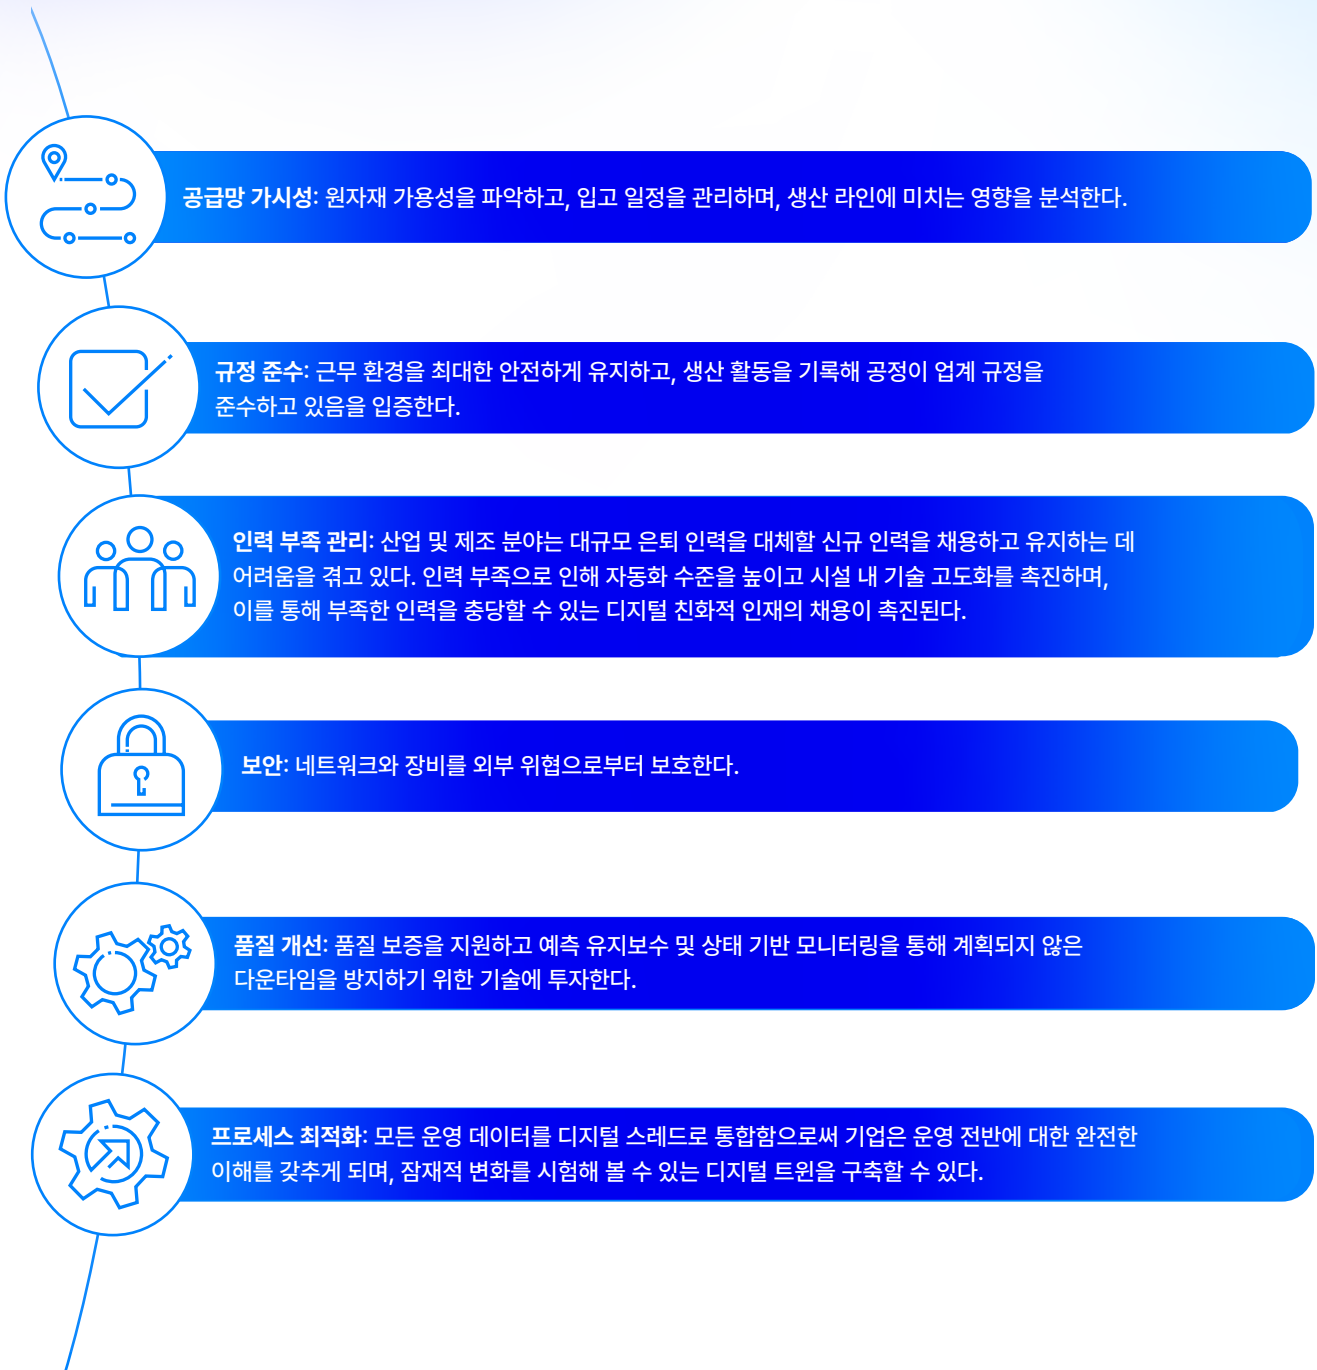 공급망 가시성: 원자재 가용성을 파악하고, 입고 일정을 관리하며, 생산 라인에 미치는 영향을 분석한다.
규정 준수: 근무 환경을 최대한 안전하게 유지하고, 생산 활동을 기록해 공정이 업계 규정을
준수하고 있음을 입증한다.
인력 부족 관리: 산업 및 제조 분야는 대규모 은퇴 인력을 대체할 신규 인력을 채용하고 유지하는 데
어려움을 겪고 있다. 인력 부족으로 인해 자동화 수준을 높이고 시설 내 기술 고도화를 촉진하며,
이를 통해 부족한 인력을 충당할 수 있는 디지털 친화적 인재의 채용이 촉진된다.
보안: 네트워크와 장비를 외부 위협으로부터 보호한다.
품질 개선: 품질 보증을 지원하고 예측 유지보수 및 상태 기반 모니터링을 통해 계획되지 않은
다운타임을 방지하기 위한 기술에 투자한다.
프로세스 최적화: 모든 운영 데이터를 디지털 스레드로 통합함으로써 기업은 운영 전반에 대한 완전한
이해를 갖추게 되며, 잠재적 변화를 시험해 볼 수 있는 디지털 트윈을 구축할 수 있다.